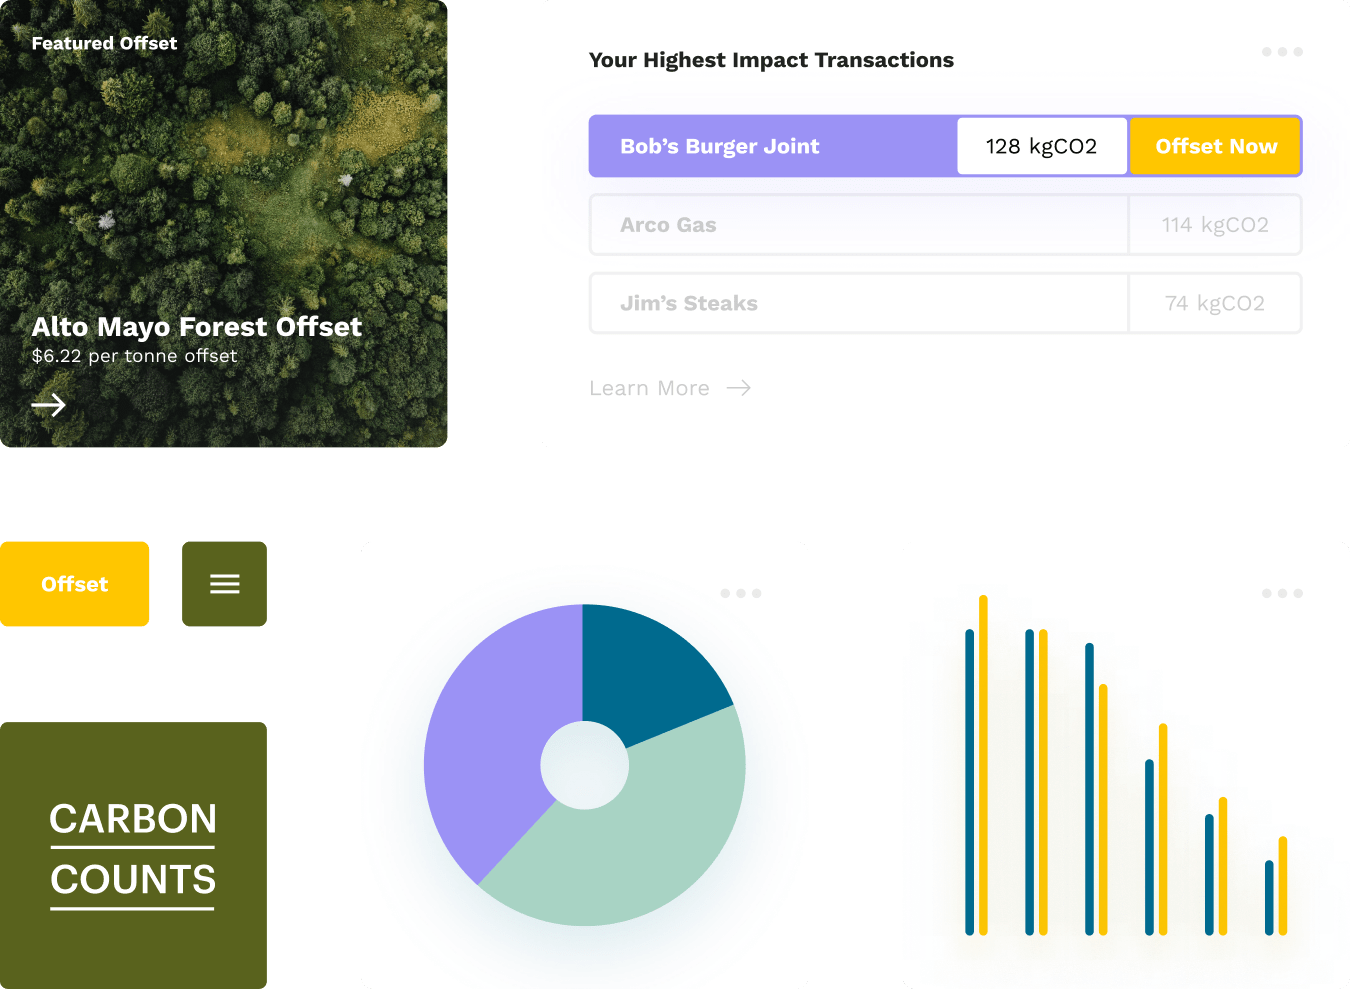 Featured Offset
Alto Mayo Forest Offset
$6.22 per tonne offset
Your Highest Impact Transactions
Bob’s Burger Joint 128 kgCO2 Offset Now
Arco Gas 114 kgCO2
Jim’s Steaks 74 kgCO2
Learn More
Offset
CARBON
COUNTS